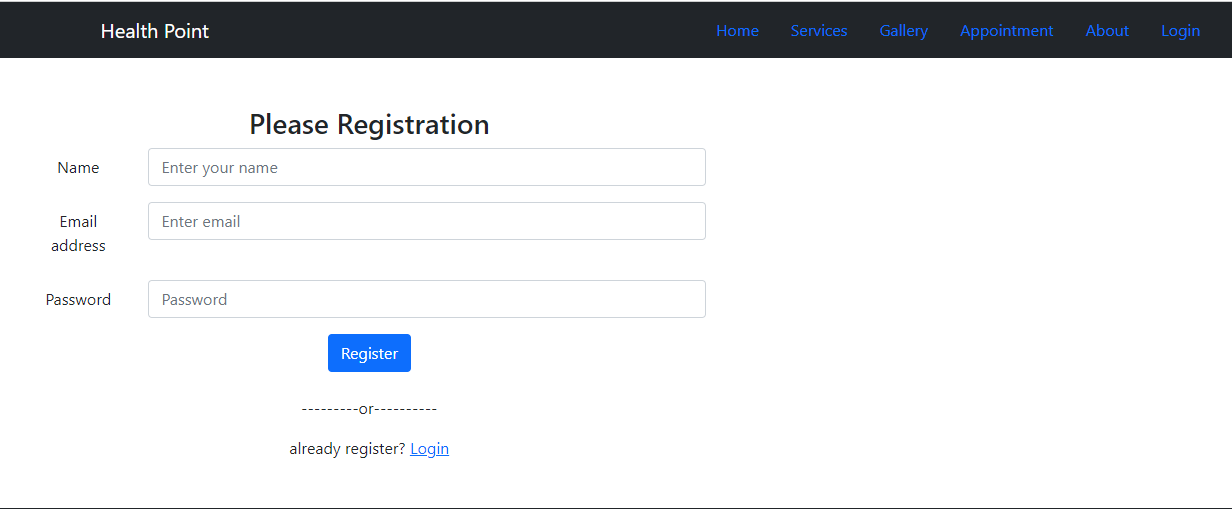 Health Point Home Services Gallery Appointment About Login
Please Registration
Name Enter your name
Email address Enter email
Password Password
Register
---------or----------
already register? Login